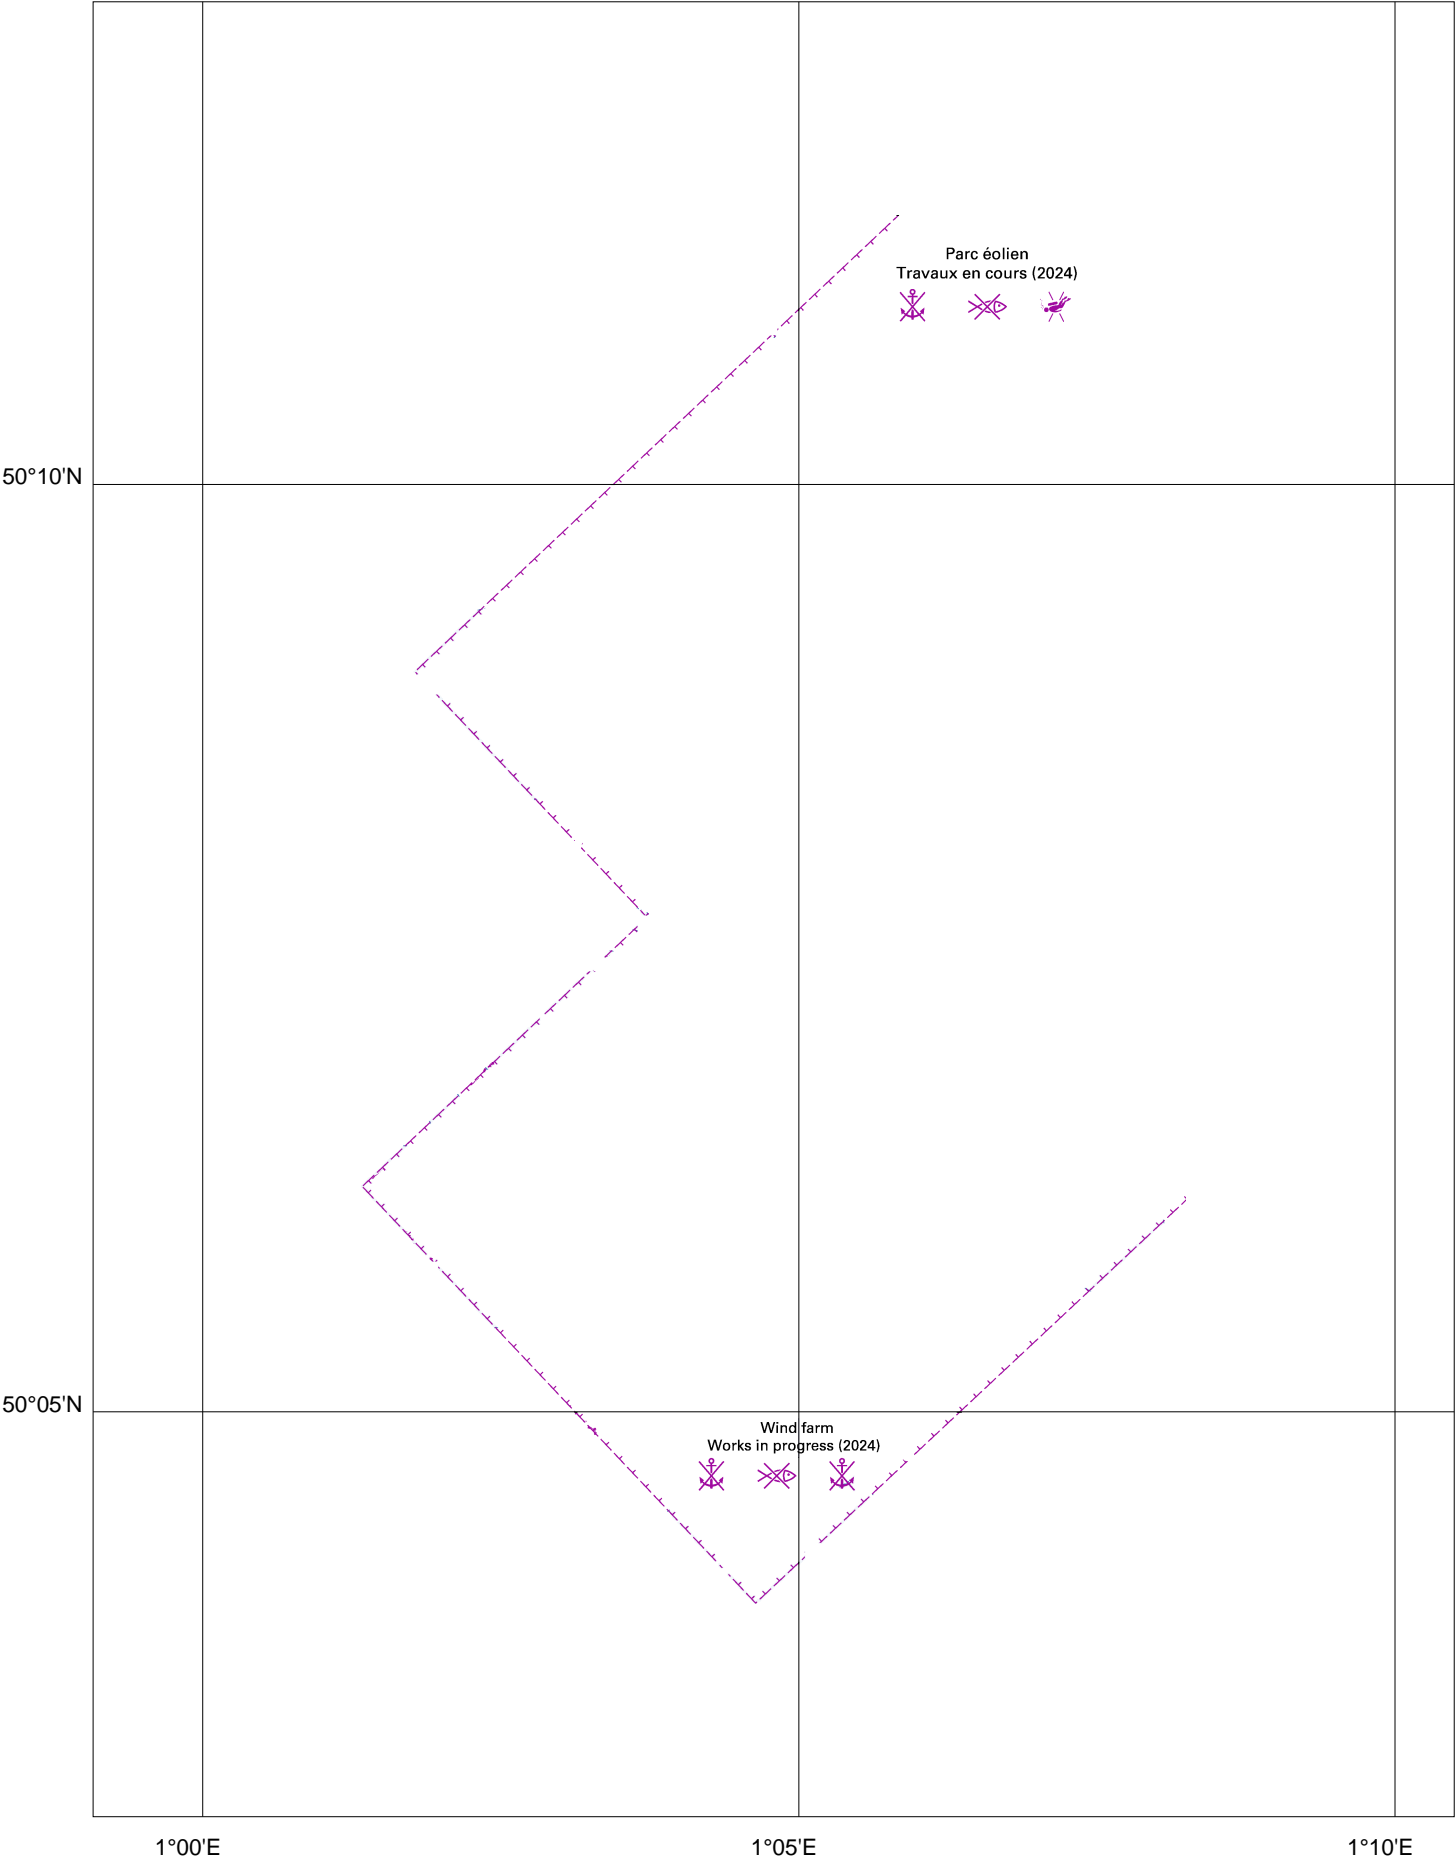 Parc éolien
Travaux en cours (2024)
50°10'N
50°05'N
Wind farm
Works in progress (2024)
1°00'E
1°05'E
1°10'E